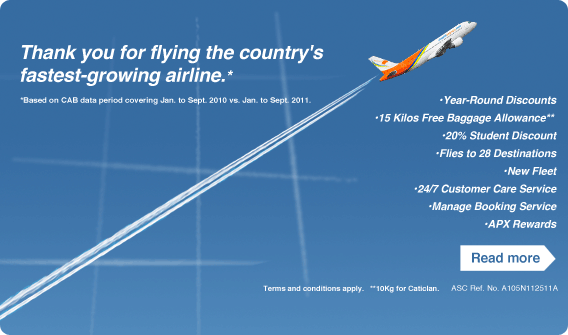 Thank you for flying the country's
fastest-growing airline.*
*Based on CAB data period covering Jan. to Sept. 2010 vs. Jan. to Sept. 2011.
•Year-Round Discounts
•15 Kilos Free Baggage Allowance**
•20% Student Discount
•Flies to 28 Destinations
•New Fleet
•24/7 Customer Care Service
•Manage Booking Service
•APX Rewards
Read more
Terms and conditions apply. **10Kg for Caticlan. ASC Ref. No. A105N112511A